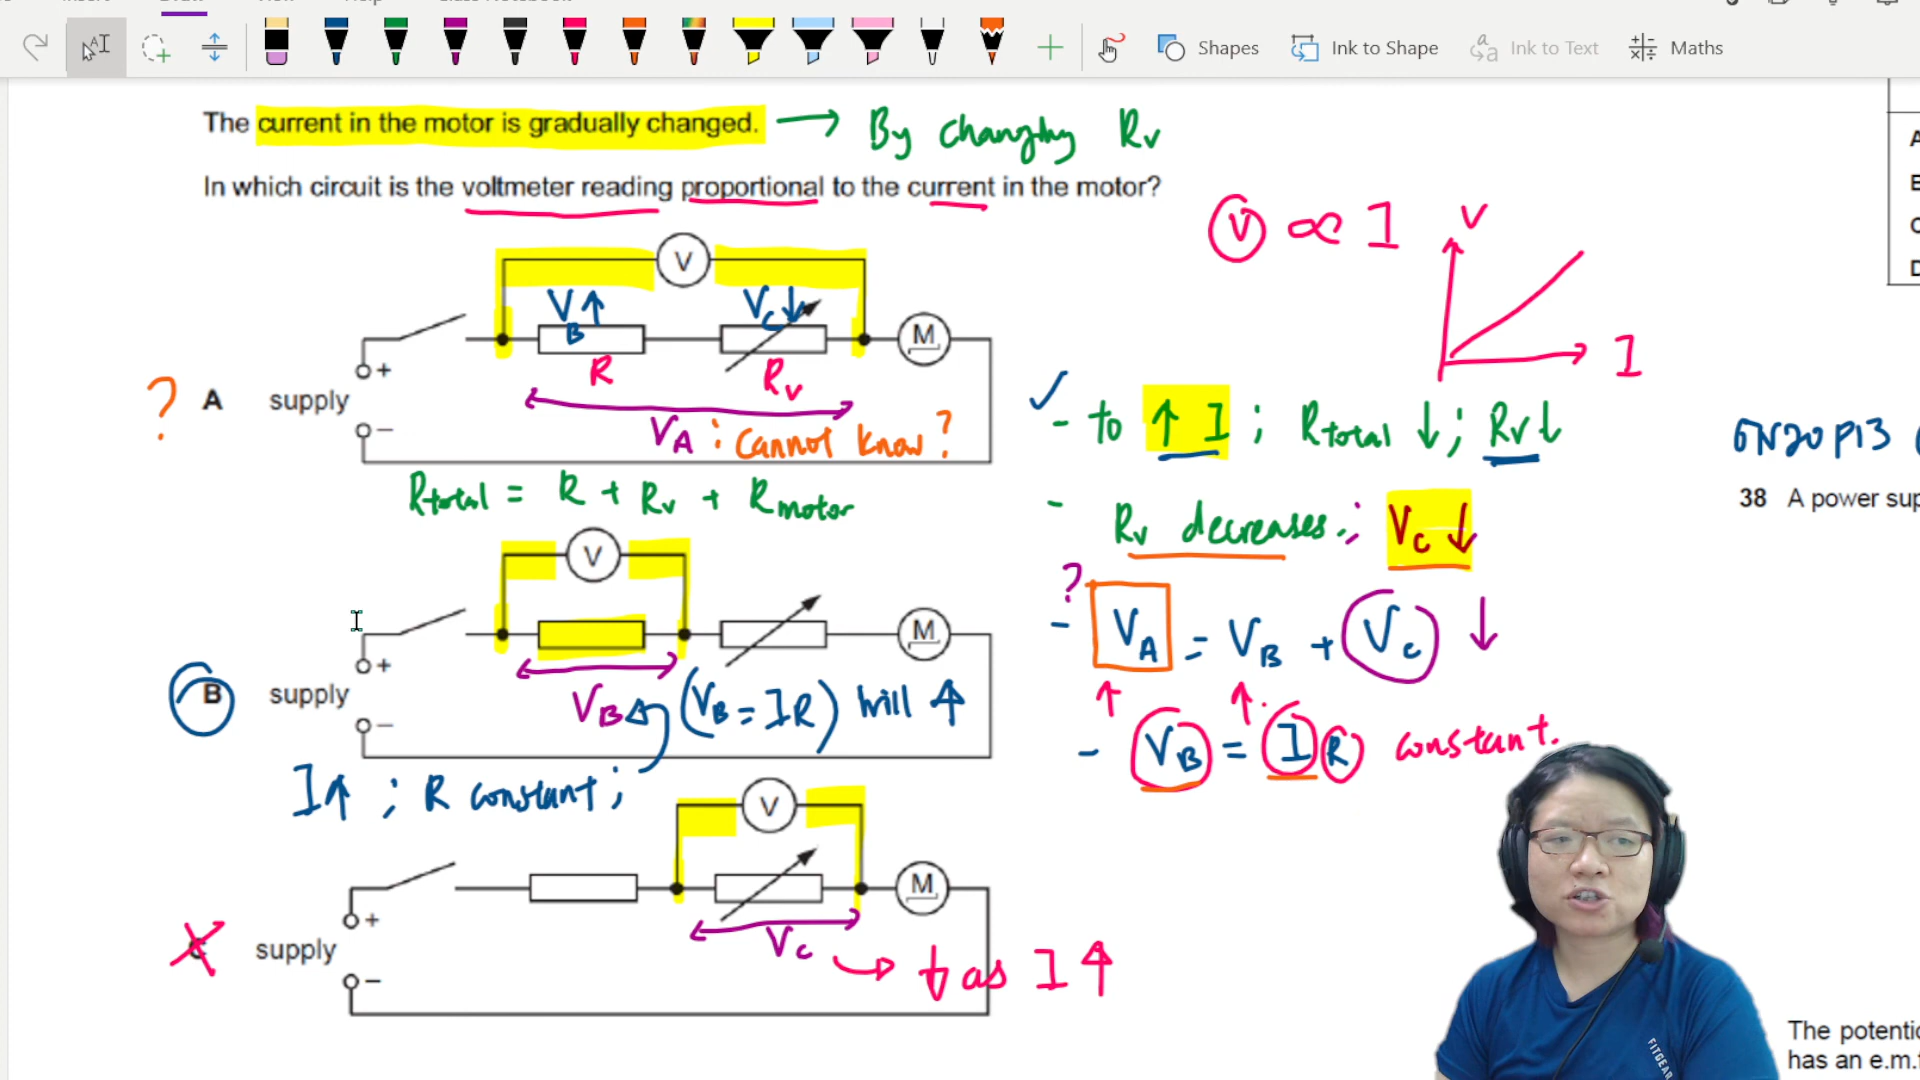 Shapes
Ink to Shape
Ink to Text
Maths
The current in the motor is gradually changed. → By changing Rv
In which circuit is the voltmeter reading proportional to the current in the motor?
V ∝ I
V
I
V
VB↑
Vc↓
M
R
Rv
+
? A supply
−
VA : Cannot know?
Rtotal = R + Rv + Rmotor
✓
- to ↑ I ; Rtotal ↓; Rv↓
- Rv decreases ; Vc ↓
?
- VA = VB + Vc ↓
↑ ↑
- VB = I R constant.
V
M
+
B supply
−
VB (VB = IR) will ↑
I↑ ; R constant ;
V
M
+
supply
−
Vc → ↓ as I ↑
6N20P13
38 A power sup
The potentic
has an e.m.f
FITGEAR